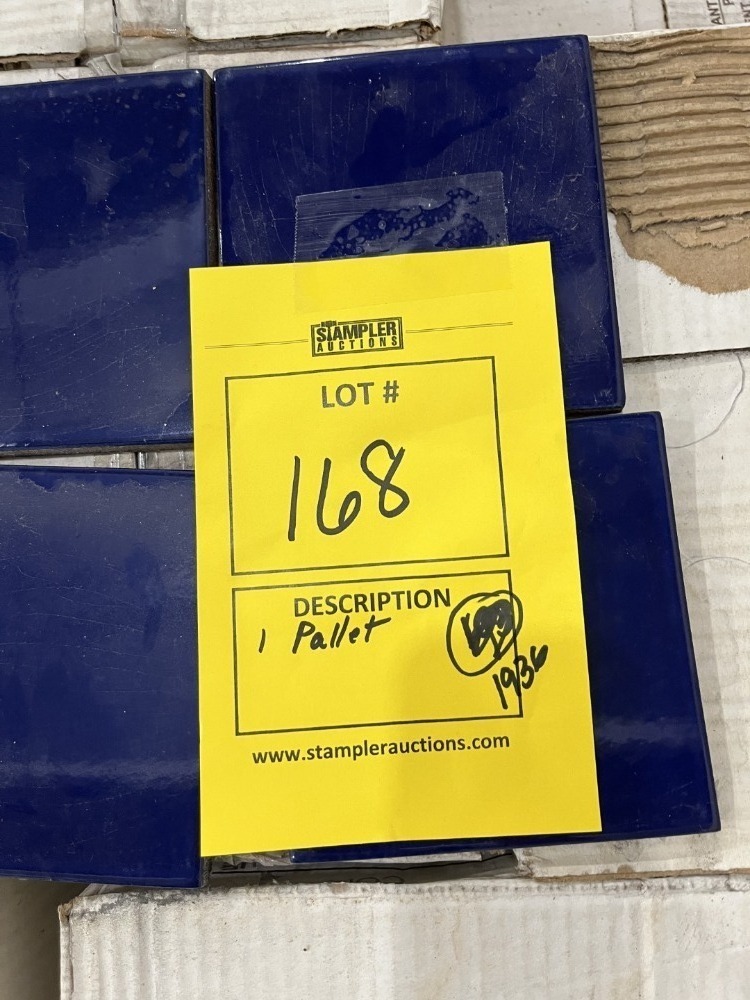 STAMPLER
AUCTIONS
LOT #
168
DESCRIPTION
1 Pallet
1936
www.stamplerauctions.com